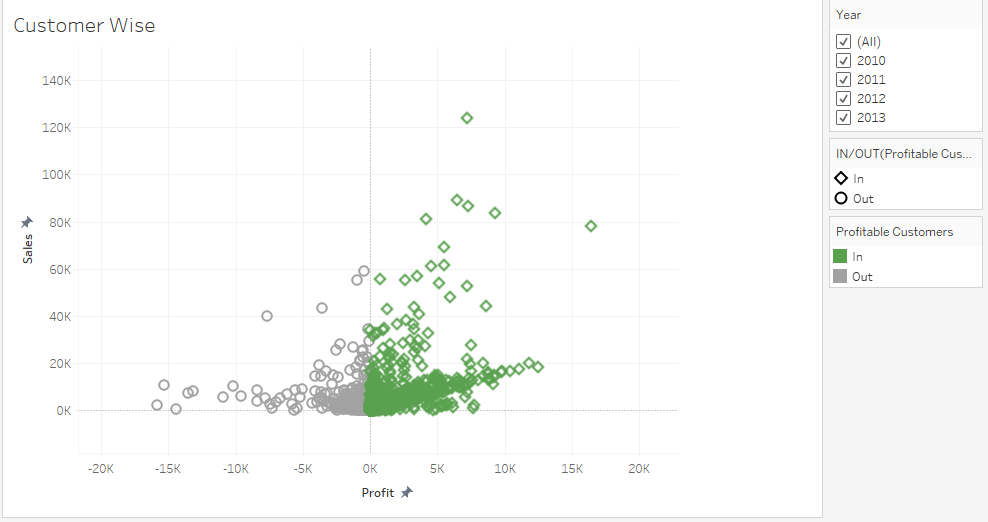 Customer Wise
140K
120K
100K
80K
60K
40K
20K
0K
Sales
-20K
-15K
-10K
-5K
0K
5K
10K
15K
20K
Profit
Year
(All)
2010
2011
2012
2013
IN/OUT(Profitable Cus...
In
Out
Profitable Customers
In
Out